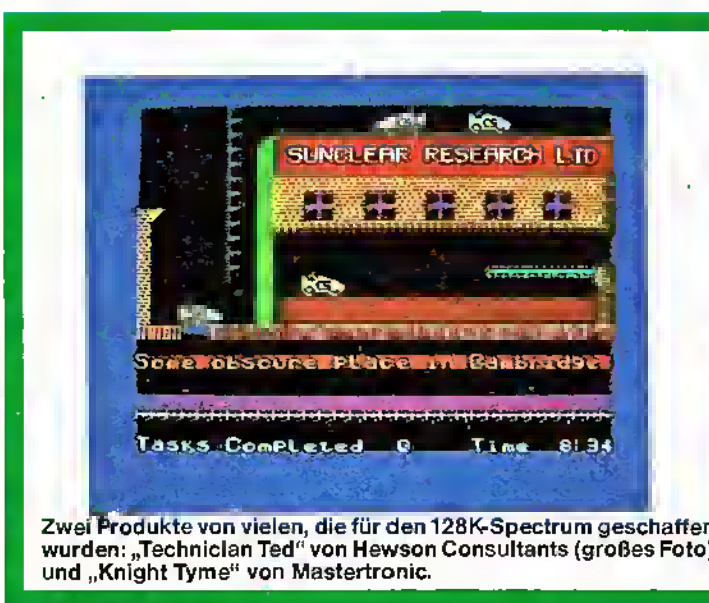 SUNCLEAR RESEARCH LTD
Some obscure place in Cambridge
Tasks Completed 0 Time 8:34
Zwei Produkte von vielen, die für den 128K-Spectrum geschaffen
wurden: „Technician Ted“ von Hewson Consultants (großes Foto)
und „Knight Tyme“ von Mastertronic.